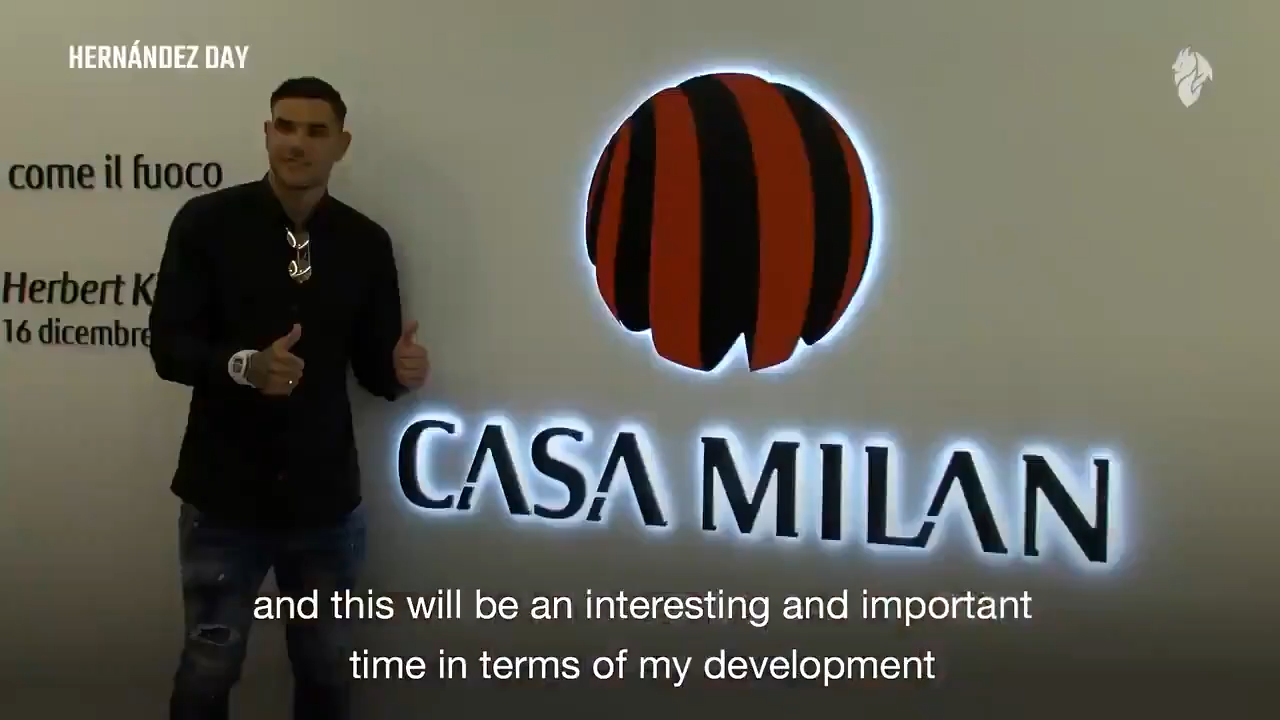 HERNÁNDEZ DAY
come il fuoco
Herbert K
16 dicembre
CASA MILAN
and this will be an interesting and important
time in terms of my development